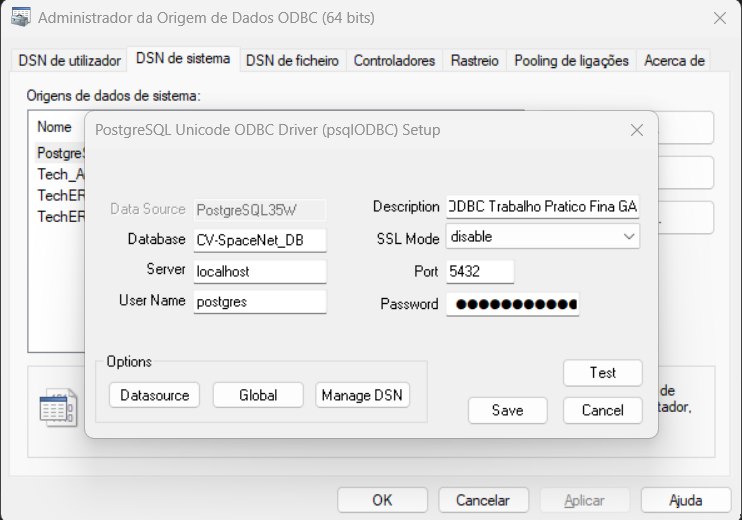 Administrador da Origem de Dados ODBC (64 bits)
DSN de utilizador DSN de sistema DSN de ficheiro Controladores Rastreio Pooling de ligações Acerca de
Origens de dados de sistema:
Nome
PostgreS
Tech_A
TechER
TechER
PostgreSQL Unicode ODBC Driver (psqlODBC) Setup
Data Source PostgreSQL35W Description ODBC Trabalho Pratico Fina GA
Database CV-SpaceNet_DB SSL Mode disable
Server localhost Port 5432
User Name postgres Password ●●●●●●●●●●●
Options
Datasource Global Manage DSN
Test
Save Cancel
de
tador,
OK Cancelar Aplicar Ajuda